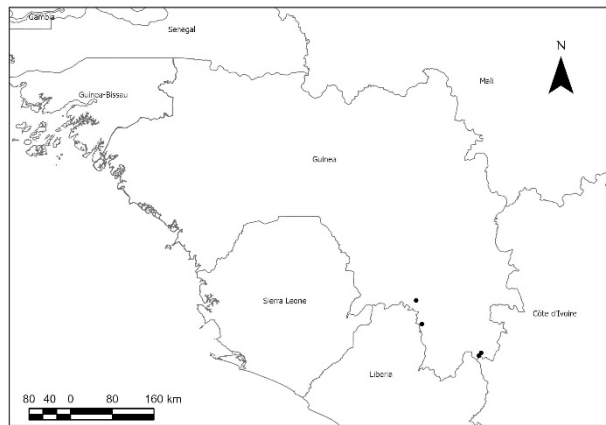 Gambia
Senegal
N
Mali
Guinea-Bissau
Guinea
Sierra Leone
Côte d'Ivoire
Liberia
80 40 0 80 160 km